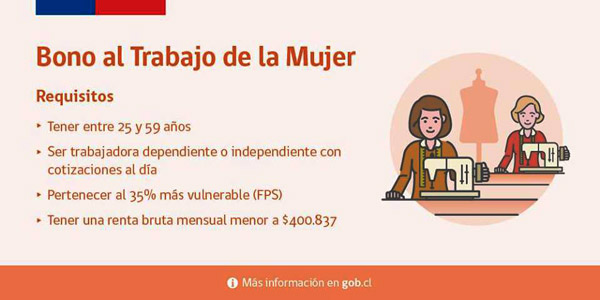 Bono al Trabajo de la Mujer
Requisitos
‣ Tener entre 25 y 59 años
‣ Ser trabajadora dependiente o independiente con
cotizaciones al día
‣ Pertenecer al 35% más vulnerable (FPS)
‣ Tener una renta bruta mensual menor a $400.837
Más información en gob.cl